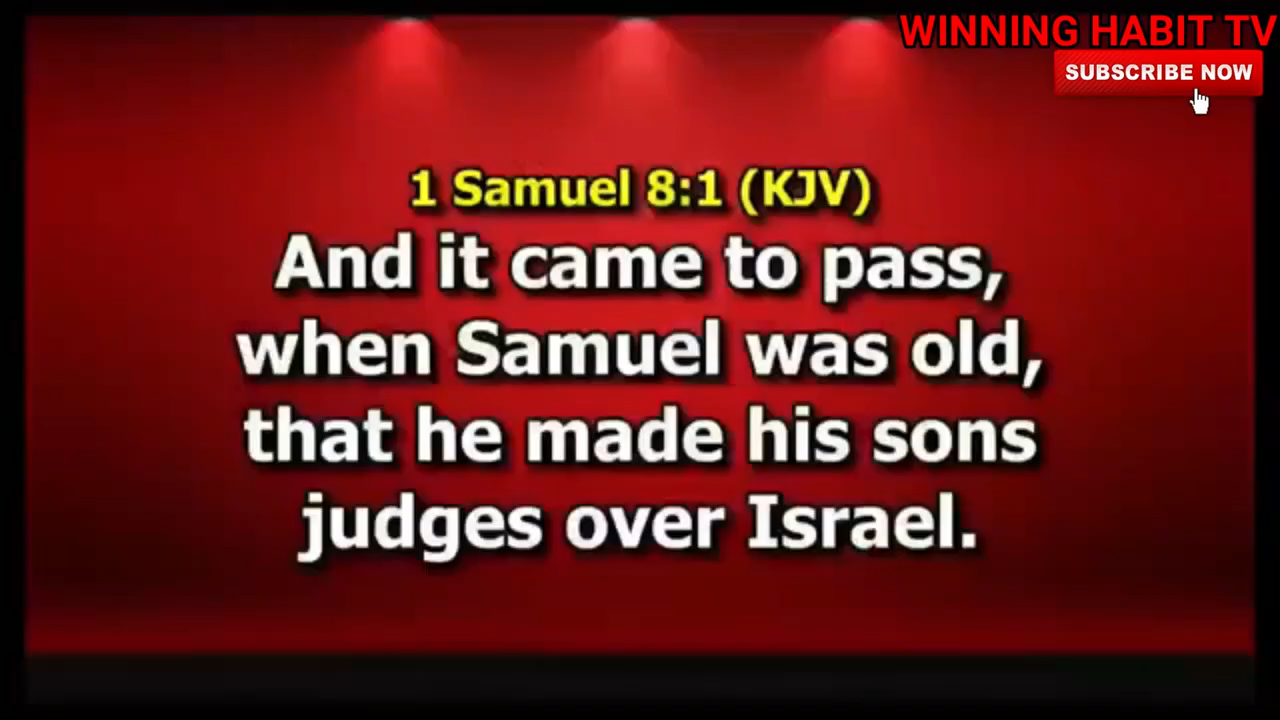 WINNING HABIT TV
SUBSCRIBE NOW
1 Samuel 8:1 (KJV)
And it came to pass,
when Samuel was old,
that he made his sons
judges over Israel.